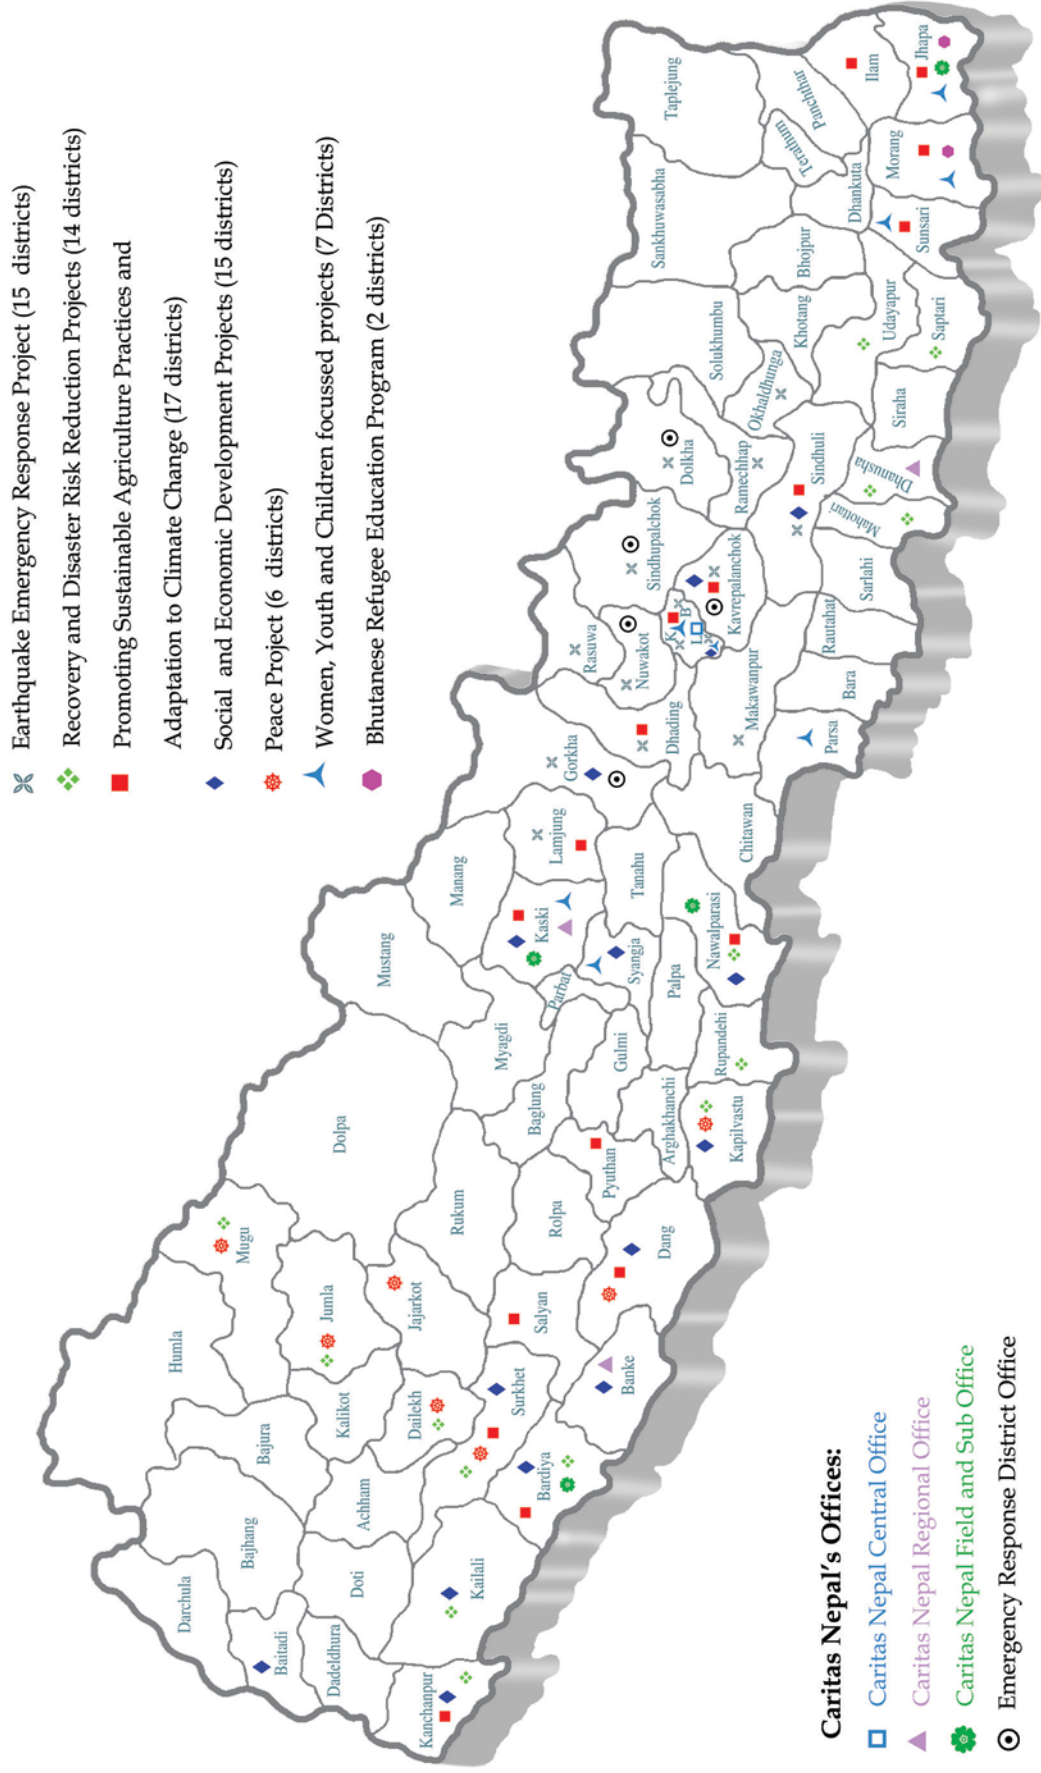 Earthquake Emergency Response Project (15 districts)
Recovery and Disaster Risk Reduction Projects (14 districts)
Promoting Sustainable Agriculture Practices and
Adaptation to Climate Change (17 districts)
Social and Economic Development Projects (15 districts)
Peace Project (6 districts)
Women, Youth and Children focussed projects (7 Districts)
Bhutanese Refugee Education Program (2 districts)
Darchula
Baitadi
Dadeldhura
Kanchanpur
Bajhang
Bajura
Humla
Doti
Achham
Kailali
Mugu
Jumla
Kalikot
Dailekh
Jajarkot
Surkhet
Bardiya
Banke
Salyan
Dang
Dolpa
Rukum
Rolpa
Pyuthan
Mustang
Myagdi
Baglung
Gulmi
Arghakhanchi
Kapilvastu
Rupandehi
Palpa
Parbat
Syangja
Manang
Kaski
Lamjung
Tanahu
Nawalparasi
Gorkha
Chitawan
Dhading
Rasuwa
Nuwakot
K
B
L
Makawanpur
Parsa
Bara
Rautahat
Sarlahi
Sindhupalchok
Kavrepalanchok
Dolkha
Ramechhap
Sindhuli
Mahottari
Dhanusha
Siraha
Solukhumbu
Okhaldhunga
Khotang
Udayapur
Saptari
Sankhuwasabha
Bhojpur
Dhankuta
Terathum
Sunsari
Morang
Taplejung
Panchthar
Ilam
Jhapa
Caritas Nepal's Offices:
Caritas Nepal Central Office
Caritas Nepal Regional Office
Caritas Nepal Field and Sub Office
Emergency Response District Office